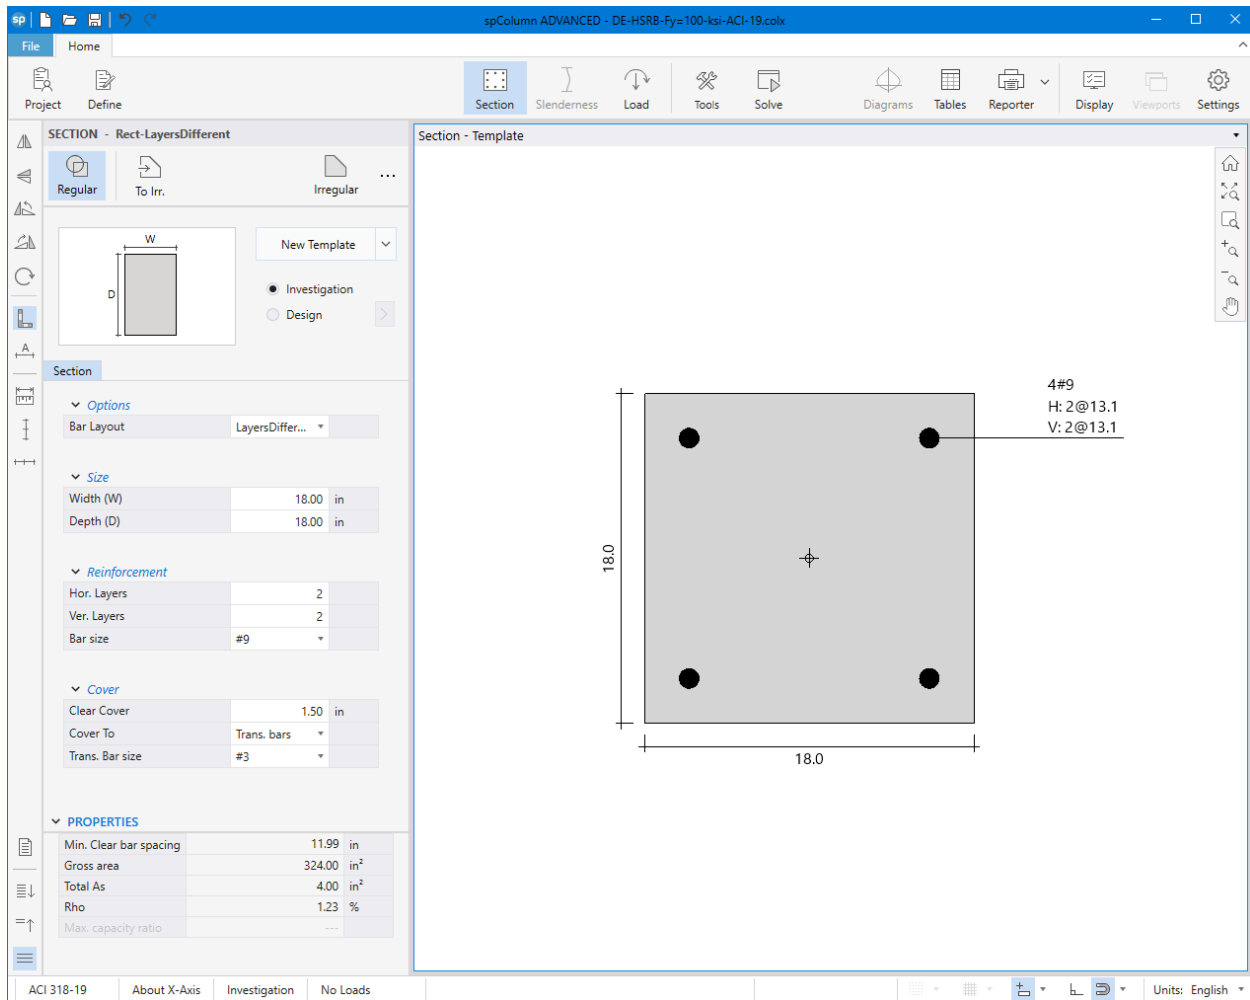 sp
spColumn ADVANCED - DE-HSRB-Fy=100-ksi-ACI-19.colx
File
Home
Project
Define
Section
Slenderness
Load
Tools
Solve
Diagrams
Tables
Reporter
Display
Viewports
Settings
SECTION - Rect-LayersDifferent
Regular
To Irr.
Irregular
...
W
D
New Template
Investigation
Design
Section
Options
Bar Layout LayersDiffer...
Size
Width (W) 18.00 in
Depth (D) 18.00 in
Reinforcement
Hor. Layers 2
Ver. Layers 2
Bar size #9
Cover
Clear Cover 1.50 in
Cover To Trans. bars
Trans. Bar size #3
PROPERTIES
Min. Clear bar spacing 11.99 in
Gross area 324.00 in²
Total As 4.00 in²
Rho 1.23 %
Max. capacity ratio ---
A
Section - Template
4#9
H: 2@13.1
V: 2@13.1
18.0
18.0
ACI 318-19
About X-Axis
Investigation
No Loads
Units: English